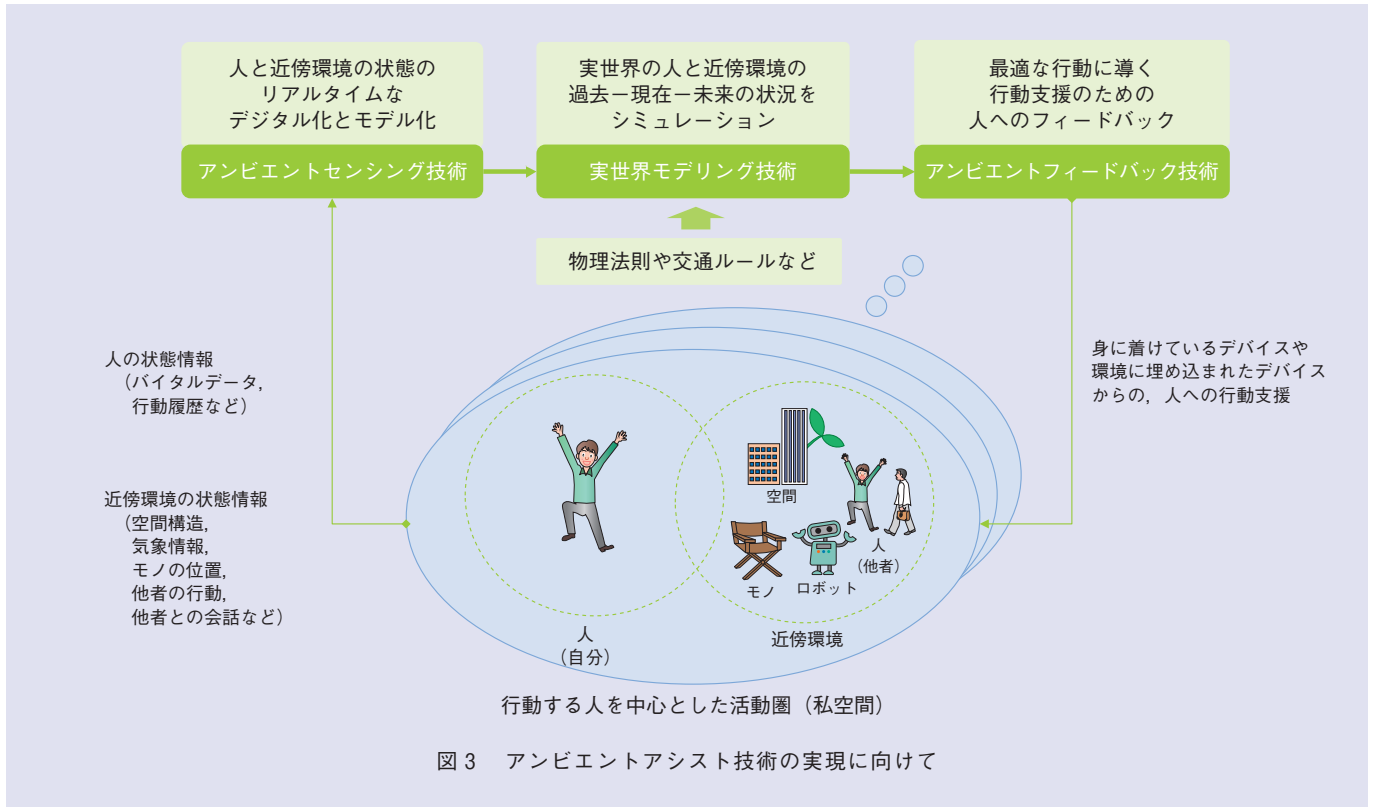 人と近傍環境の状態の
リアルタイムな
デジタル化とモデル化
アンビエントセンシング技術
実世界の人と近傍環境の
過去－現在－未来の状況を
シミュレーション
実世界モデリング技術
最適な行動に導く
行動支援のための
人へのフィードバック
アンビエントフィードバック技術
物理法則や交通ルールなど
人の状態情報
（バイタルデータ，
行動履歴など）
近傍環境の状態情報
（空間構造，
気象情報，
モノの位置，
他者の行動，
他者との会話など）
身に着けているデバイスや
環境に埋め込まれたデバイス
からの，人への行動支援
空間
人
（他者）
モノ
ロボット
人
（自分）
近傍環境
行動する人を中心とした活動圏（私空間）
図 3　アンビエントアシスト技術の実現に向けて